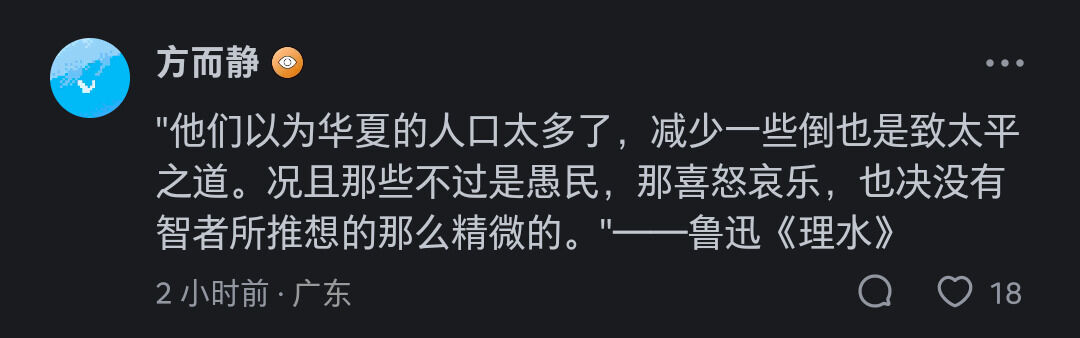 方而静
"他们以为华夏的人口太多了，减少一些倒也是致太平
之道。况且那些不过是愚民，那喜怒哀乐，也决没有
智者所推想的那么精微的。"——鲁迅《理水》
2 小时前 · 广东
18